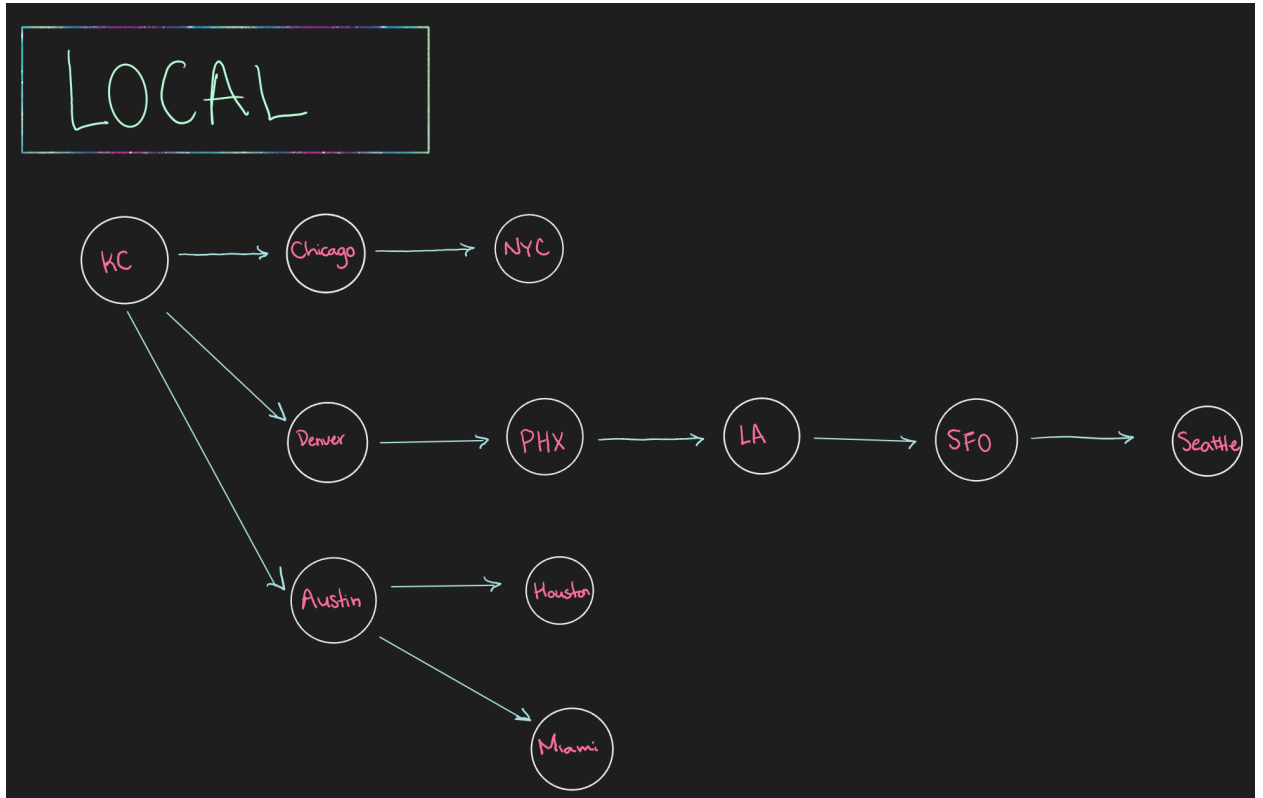 LOCAL
KC
Chicago
NYC
Denver
PHX
LA
SFO
Seattle
Austin
Houston
Miami